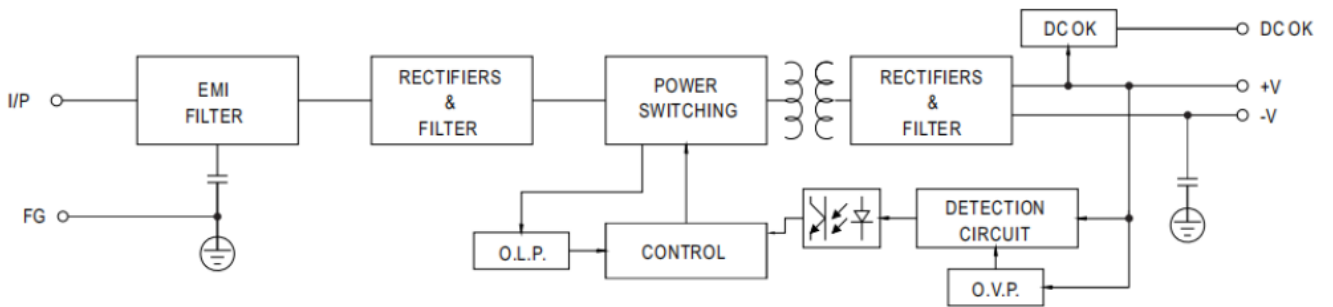 DC OK
DC OK
I/P
EMI
FILTER
RECTIFIERS
&
FILTER
POWER
SWITCHING
RECTIFIERS
&
FILTER
+V
-V
FG
O.L.P.
CONTROL
DETECTION
CIRCUIT
O.V.P.